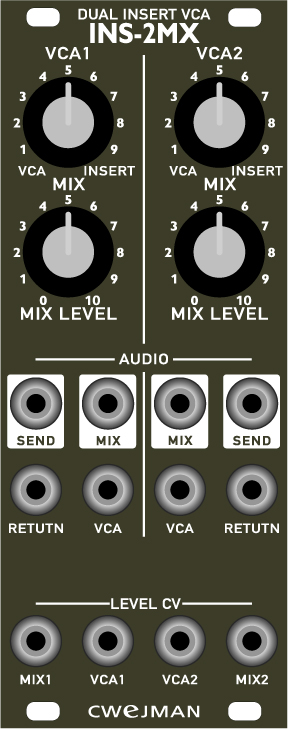 DUAL INSERT VCA
INS-2MX
VCA1 VCA2
5 5
4 6 4 6
3 7 3 7
2 8 2 8
1 9 1 9
VCA INSERT VCA INSERT
MIX MIX
5 5
4 6 4 6
3 7 3 7
2 8 2 8
1 9 1 9
0 10 0 10
MIX LEVEL MIX LEVEL
AUDIO
SEND MIX MIX SEND
RETUTN VCA VCA RETUTN
LEVEL CV
MIX1 VCA1 VCA2 MIX2
CWeJMAN